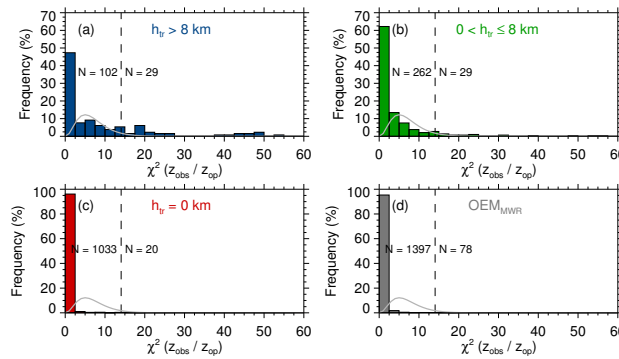 (a) h_tr > 8 km
N = 102 N = 29
Frequency (%)
70
60
50
40
30
20
10
0
0 10 20 30 40 50 60
χ² (z_obs / z_op)
(b) 0 < h_tr ≤ 8 km
N = 262 N = 29
Frequency (%)
70
60
50
40
30
20
10
0
0 10 20 30 40 50 60
χ² (z_obs / z_op)
(c) h_tr = 0 km
N = 1033 N = 20
Frequency (%)
100
80
60
40
20
0
0 10 20 30 40 50 60
χ² (z_obs / z_op)
(d) OEM_MWR
N = 1397 N = 78
Frequency (%)
100
80
60
40
20
0
0 10 20 30 40 50 60
χ² (z_obs / z_op)